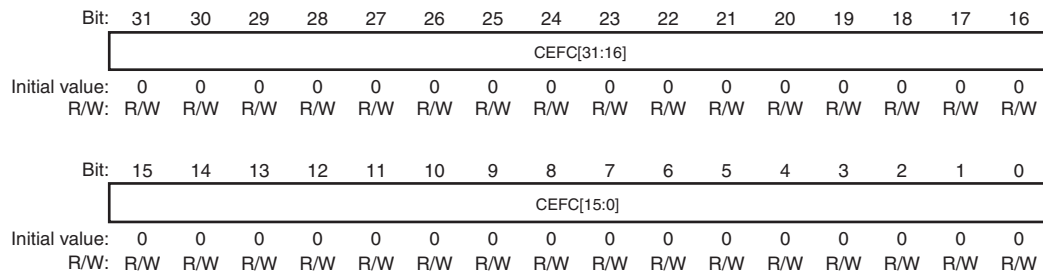 Bit: 31 30 29 28 27 26 25 24 23 22 21 20 19 18 17 16
CEFC[31:16]
Initial value: 0 0 0 0 0 0 0 0 0 0 0 0 0 0 0 0
R/W: R/W R/W R/W R/W R/W R/W R/W R/W R/W R/W R/W R/W R/W R/W R/W R/W
Bit: 15 14 13 12 11 10 9 8 7 6 5 4 3 2 1 0
CEFC[15:0]
Initial value: 0 0 0 0 0 0 0 0 0 0 0 0 0 0 0 0
R/W: R/W R/W R/W R/W R/W R/W R/W R/W R/W R/W R/W R/W R/W R/W R/W R/W